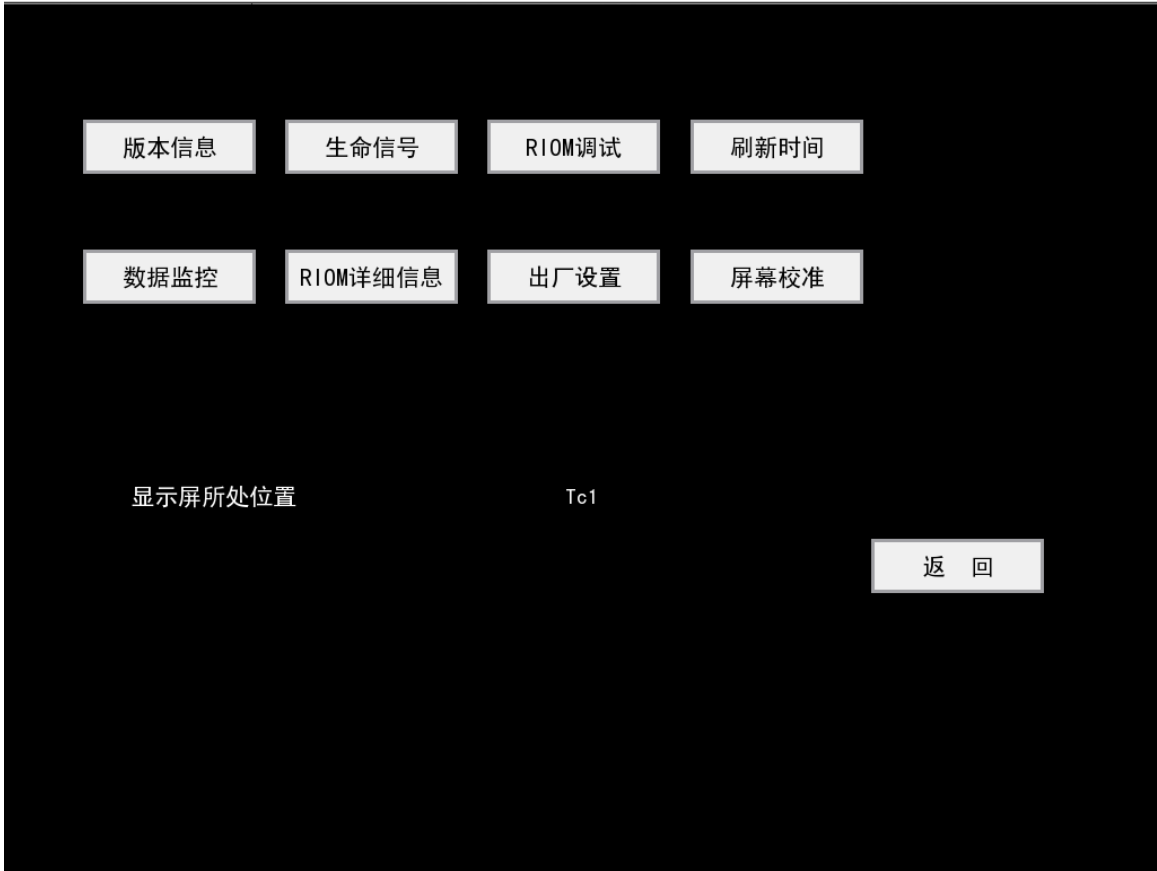 版本信息 生命信号 RIOM调试 刷新时间
数据监控 RIOM详细信息 出厂设置 屏幕校准
显示屏所处位置 Tc1
返 回